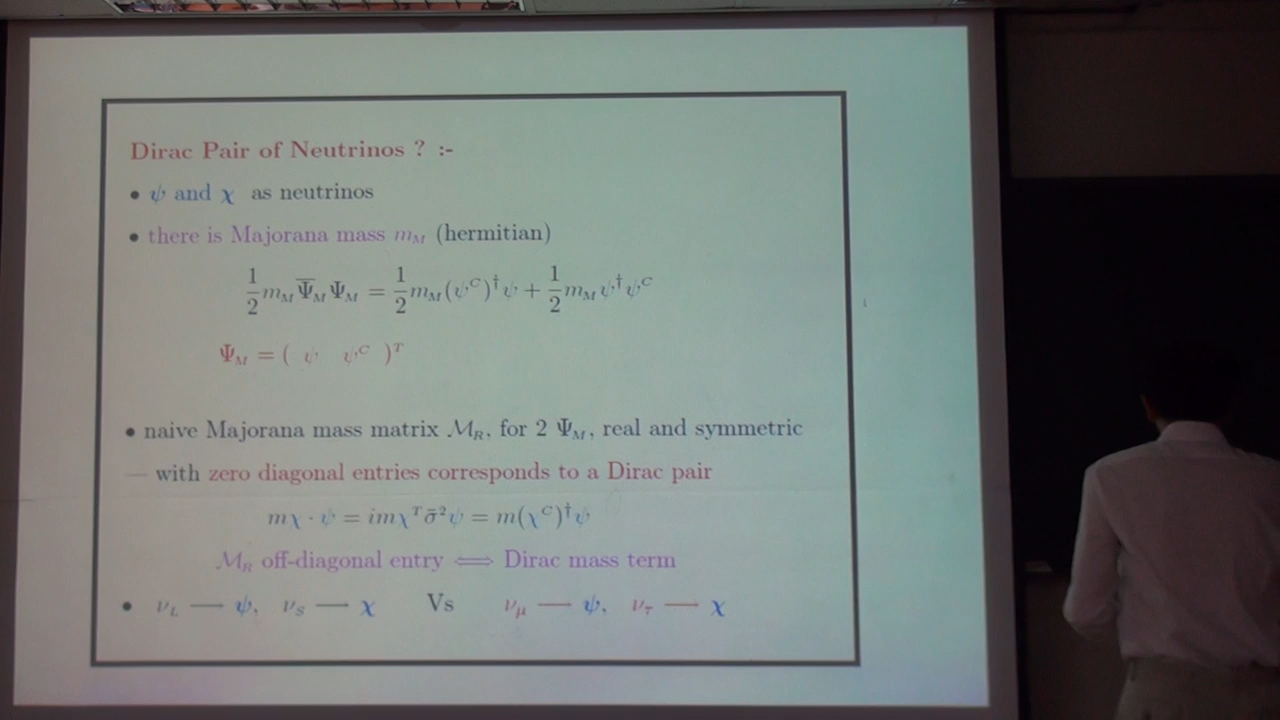 Dirac Pair of Neutrinos ? :-
• ψ and χ as neutrinos
• there is Majorana mass m_M (hermitian)
½ m_M Ψ̅_M Ψ_M = ½ m_M (ψ^C)^† ψ + ½ m_M ψ^† ψ^C
Ψ_M = ( ψ ψ^C )^T
• naive Majorana mass matrix ℳ_R, for 2 Ψ_M, real and symmetric
— with zero diagonal entries corresponds to a Dirac pair
mχ · ψ = imχ^T σ̄^2 ψ = m(χ^C)^† ψ
ℳ_R off-diagonal entry ⟺ Dirac mass term
• ν_L — ψ, ν_S — χ Vs ν_μ — ψ, ν_τ — χ